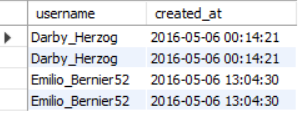 username created_at
Darby_Herzog 2016-05-06 00:14:21
Darby_Herzog 2016-05-06 00:14:21
Emilio_Bernier52 2016-05-06 13:04:30
Emilio_Bernier52 2016-05-06 13:04:30